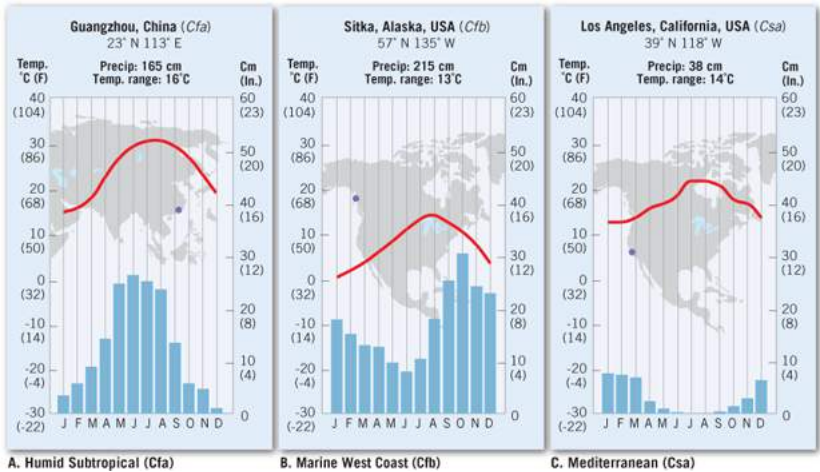 Guangzhou, China (Cfa)
23° N 113° E
Temp. °C (F)
Precip: 165 cm
Temp. range: 16°C
Cm (In.)
40 (104)
30 (86)
20 (68)
10 (50)
0 (32)
-10 (14)
-20 (-4)
-30 (-22)
60 (23)
50 (20)
40 (16)
30 (12)
20 (8)
10 (4)
0
J F M A M J J A S O N D
A. Humid Subtropical (Cfa)
Sitka, Alaska, USA (Cfb)
57° N 135° W
Temp. °C (F)
Precip: 215 cm
Temp. range: 13°C
Cm (In.)
40 (104)
30 (86)
20 (68)
10 (50)
0 (32)
-10 (14)
-20 (-4)
-30 (-22)
60 (23)
50 (20)
40 (16)
30 (12)
20 (8)
10 (4)
0
J F M A M J J A S O N D
B. Marine West Coast (Cfb)
Los Angeles, California, USA (Csa)
39° N 118° W
Temp. °C (F)
Precip: 38 cm
Temp. range: 14°C
Cm (In.)
40 (104)
30 (86)
20 (68)
10 (50)
0 (32)
-10 (14)
-20 (-4)
-30 (-22)
60 (23)
50 (20)
40 (16)
30 (12)
20 (8)
10 (4)
0
J F M A M J J A S O N D
C. Mediterranean (Csa)